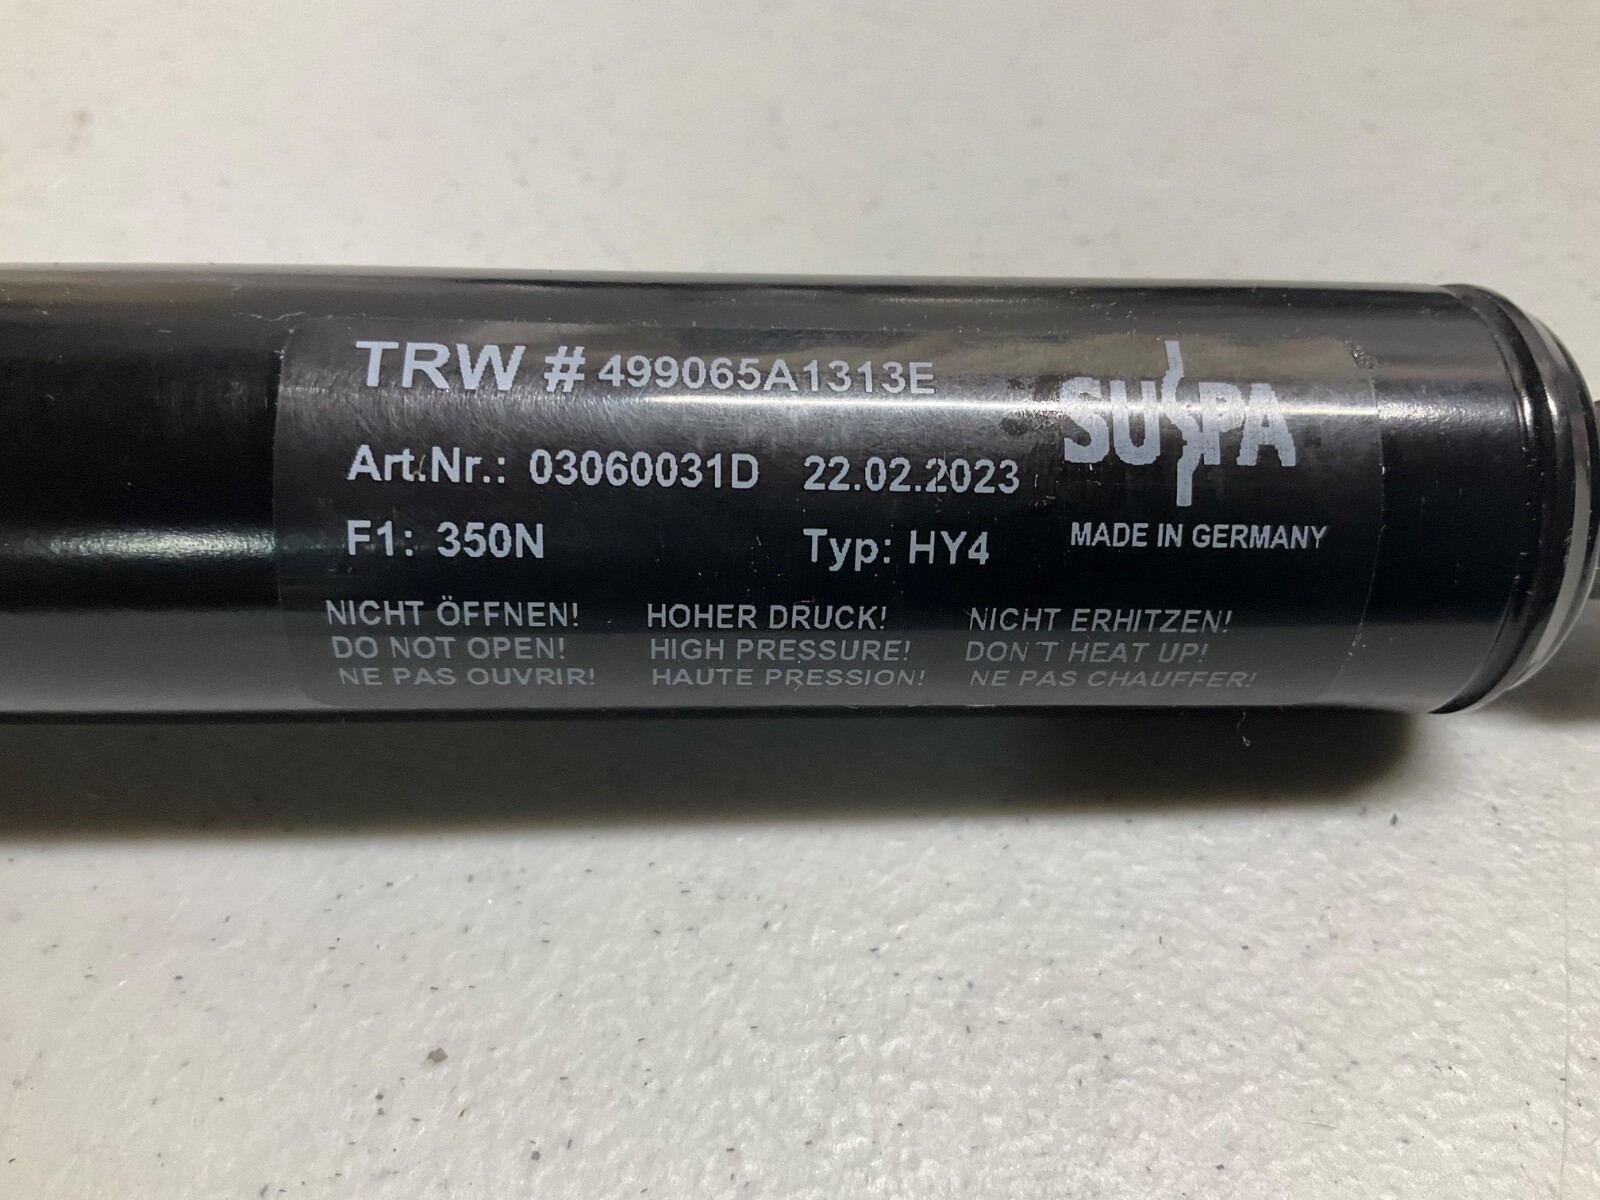 TRW # 499065A1313E
SUSPA
Art.Nr.: 03060031D 22.02.2023
F1: 350N Typ: HY4 MADE IN GERMANY
NICHT ÖFFNEN! HOHER DRUCK! NICHT ERHITZEN!
DO NOT OPEN! HIGH PRESSURE! DON'T HEAT UP!
NE PAS OUVRIR! HAUTE PRESSION! NE PAS CHAUFFER!